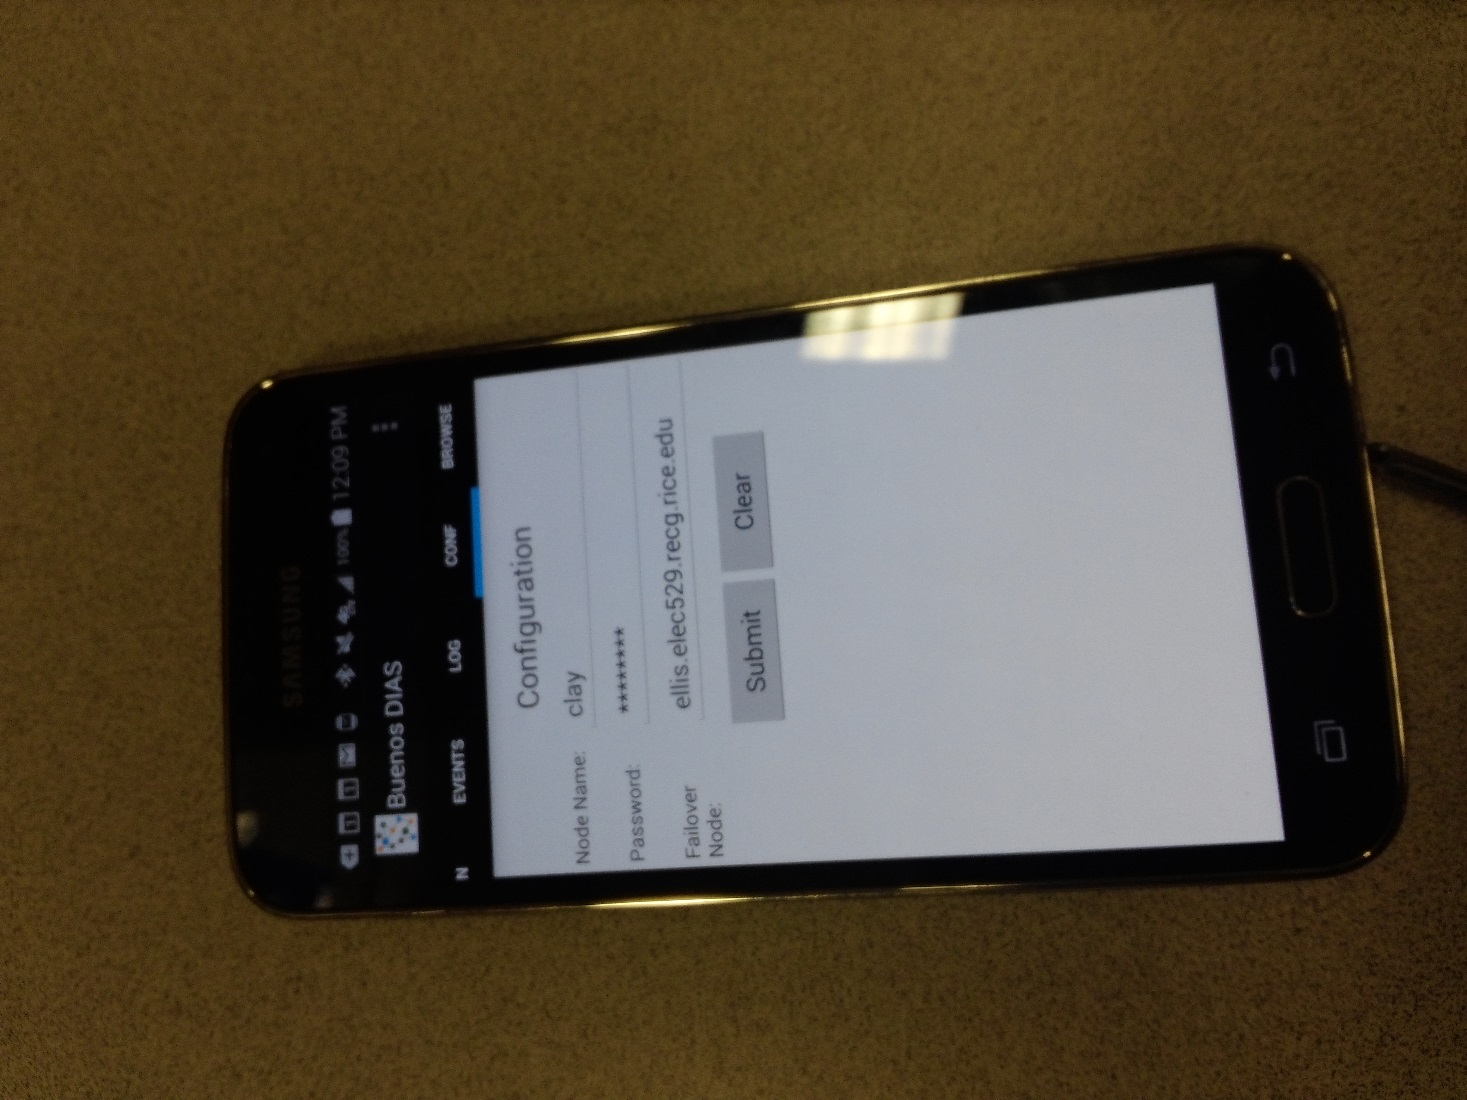 SAMSUNG
100% 12:09 PM
Buenos DIAS
N EVENTS LOG CONF BROWSE
Configuration
Node Name: clay
Password: ********
Failover Node: ellis.elec529.recg.rice.edu
Submit Clear